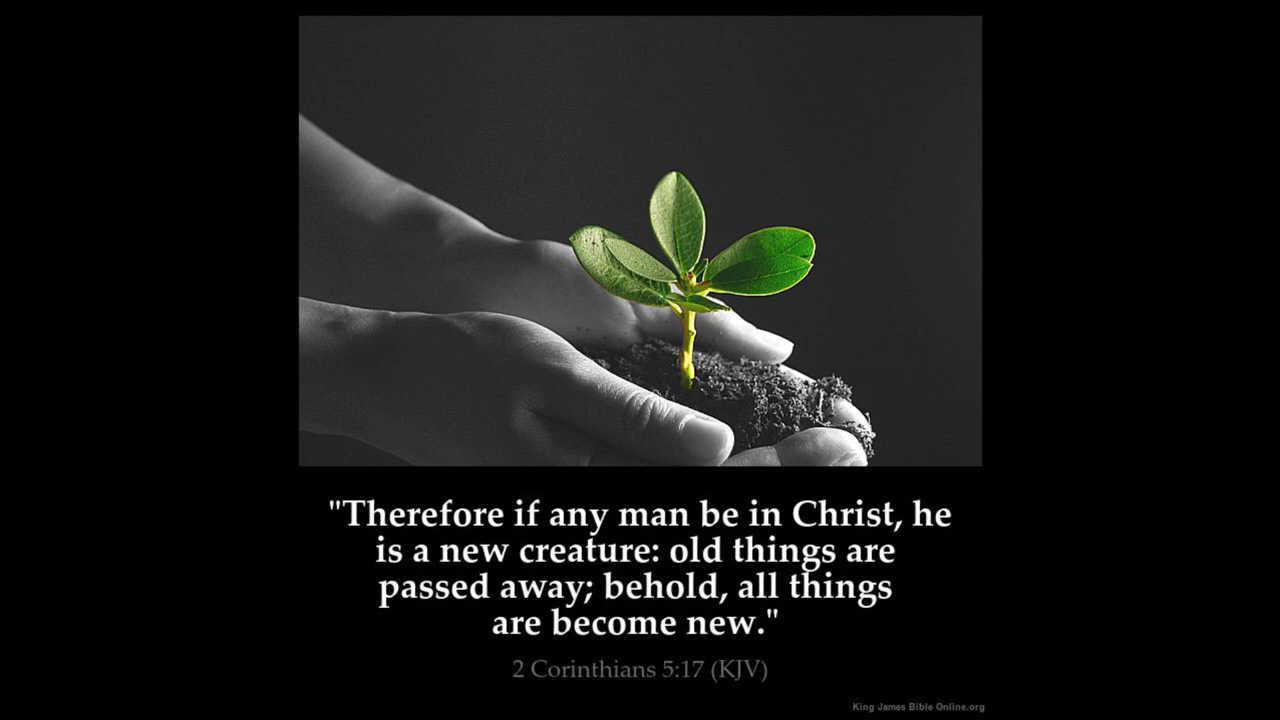 "Therefore if any man be in Christ, he
is a new creature: old things are
passed away; behold, all things
are become new."
2 Corinthians 5:17 (KJV)
King James Bible Online.org